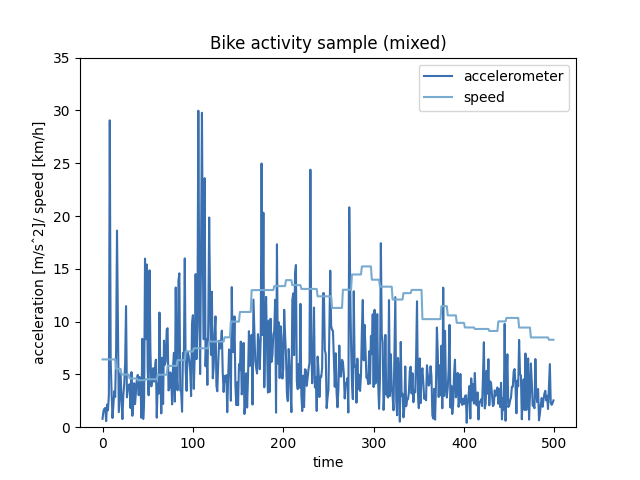 Bike activity sample (mixed)
acceleration [m/s^2]/ speed [km/h]
35
30
25
20
15
10
5
0
accelerometer
speed
0
100
200
300
400
500
time